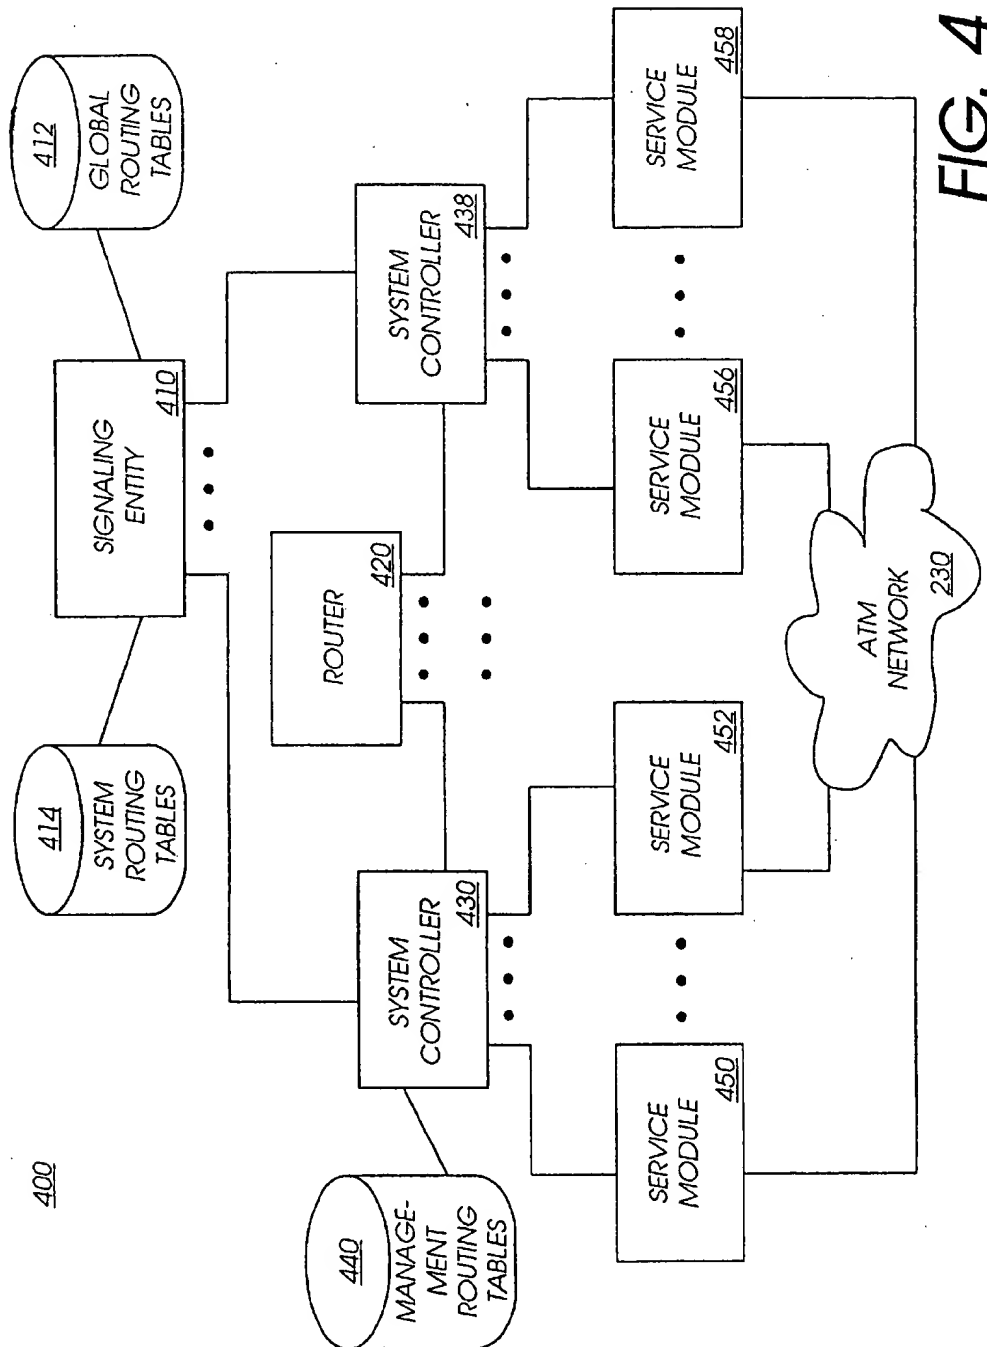 400
414
SYSTEM
ROUTING
TABLES
412
GLOBAL
ROUTING
TABLES
SIGNALING
ENTITY
410
ROUTER
420
440
MANAGE-
MENT
ROUTING
TABLES
SYSTEM
CONTROLLER
430
SYSTEM
CONTROLLER
438
SERVICE
MODULE
450
SERVICE
MODULE
452
SERVICE
MODULE
456
SERVICE
MODULE
458
ATM
NETWORK
230
FIG. 4